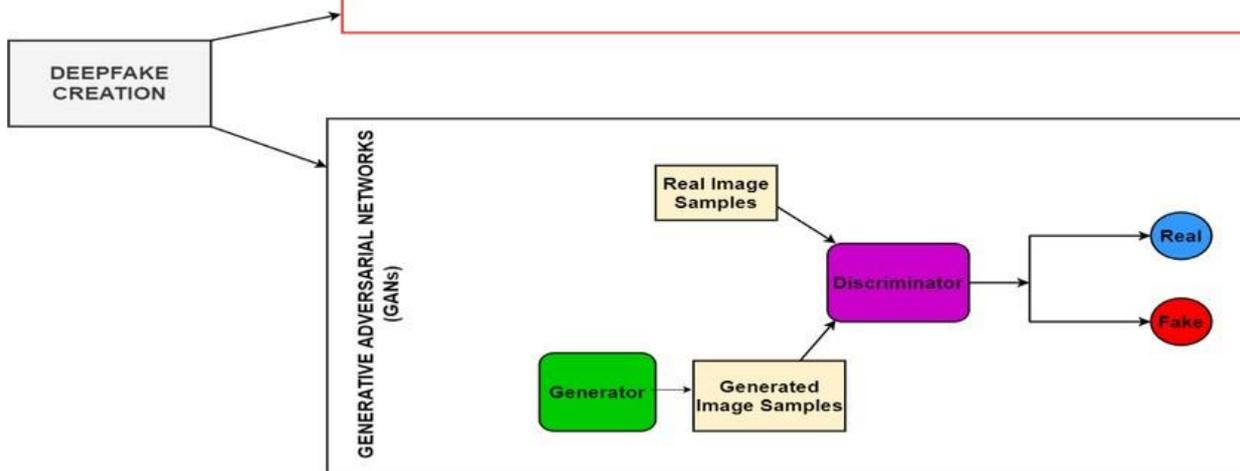 DEEPFAKE
CREATION
GENERATIVE ADVERSARIAL NETWORKS
(GANs)
Real Image
Samples
Real
Discriminator
Fake
Generator
Generated
Image Samples